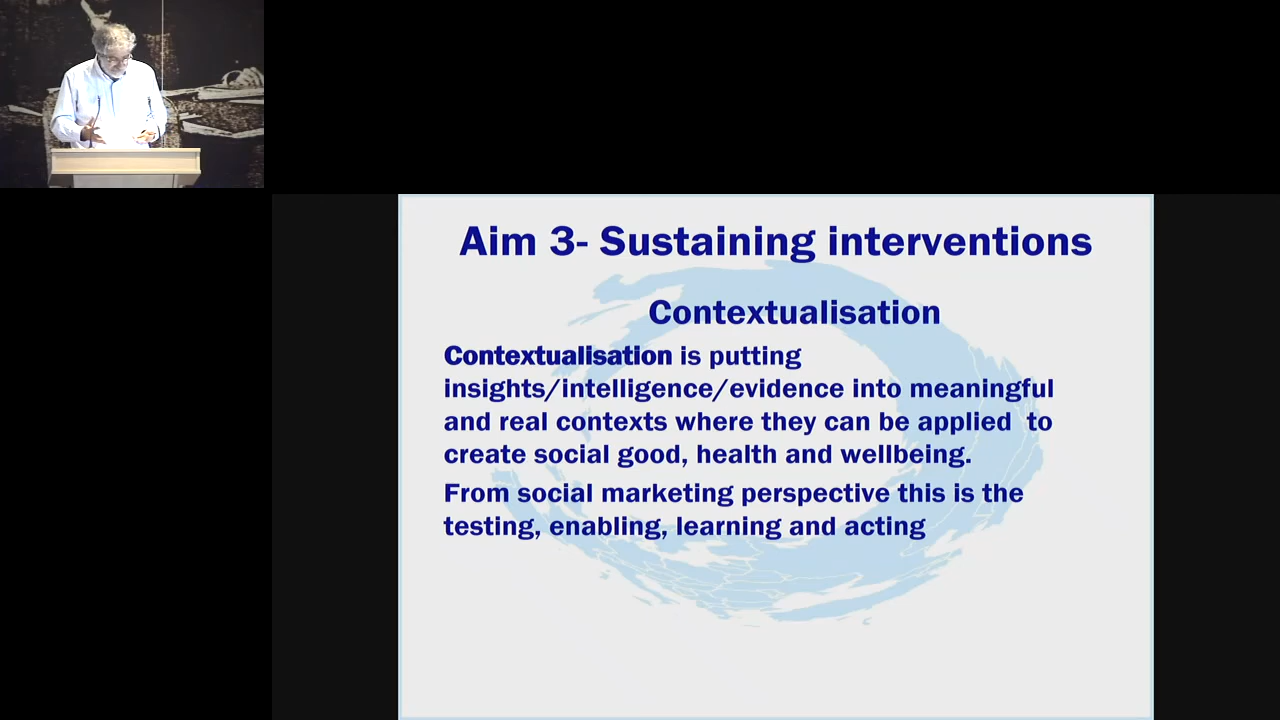 Aim 3- Sustaining interventions
Contextualisation
Contextualisation is putting
insights/intelligence/evidence into meaningful
and real contexts where they can be applied  to
create social good, health and wellbeing.
From social marketing perspective this is the
testing, enabling, learning and acting